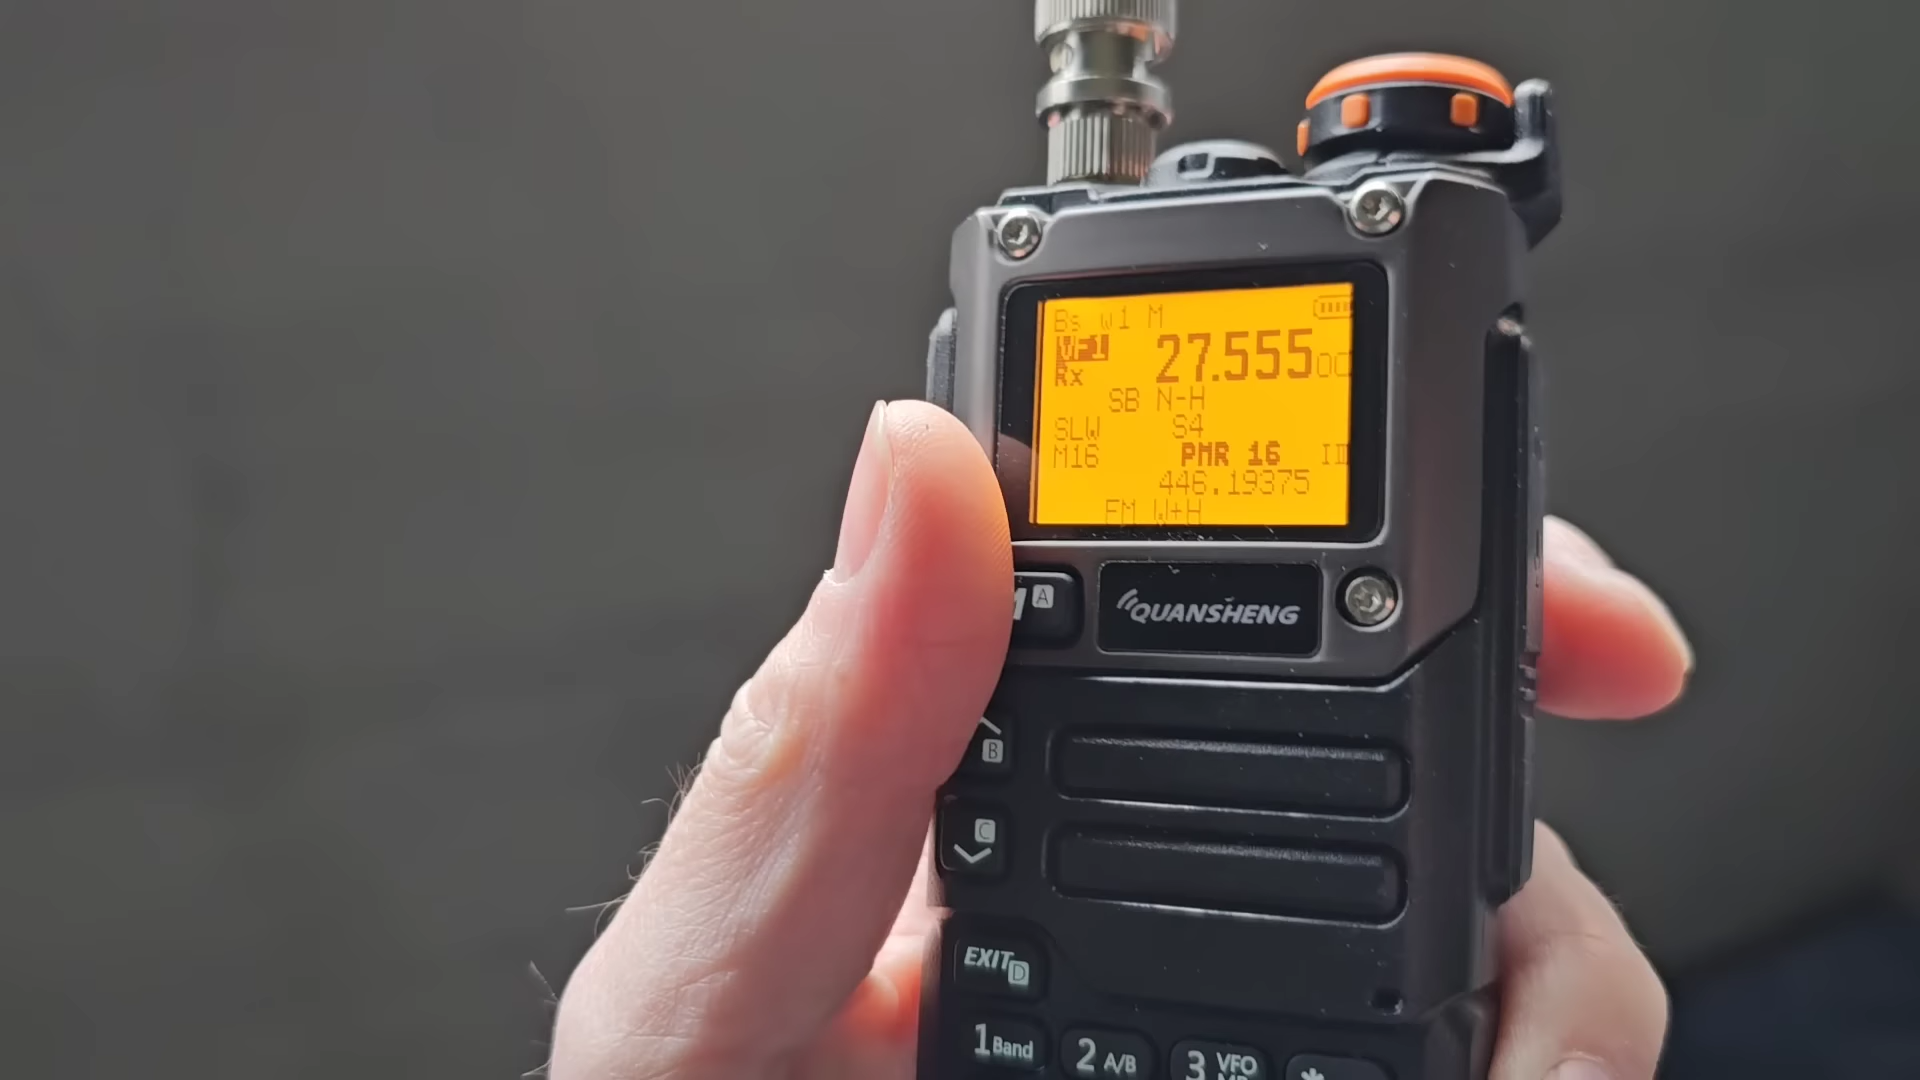 Bs w1 M
VF1 27.55500
Rx
SB N-H
SLW S4
M16 PMR 16
446.19375
FM W+H
A
QUANSHENG
B
C
EXIT D
1 Band 2 A/B 3 VFO *